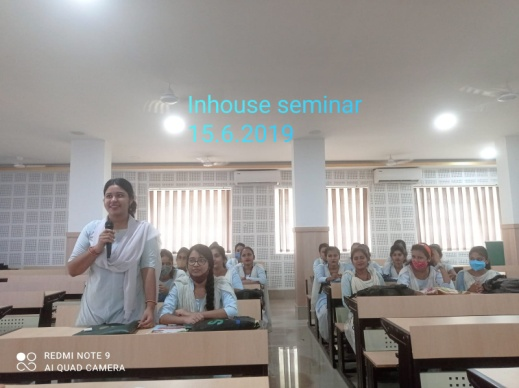 Inhouse seminar
15.6.2019
REDMI NOTE 9
AI QUAD CAMERA